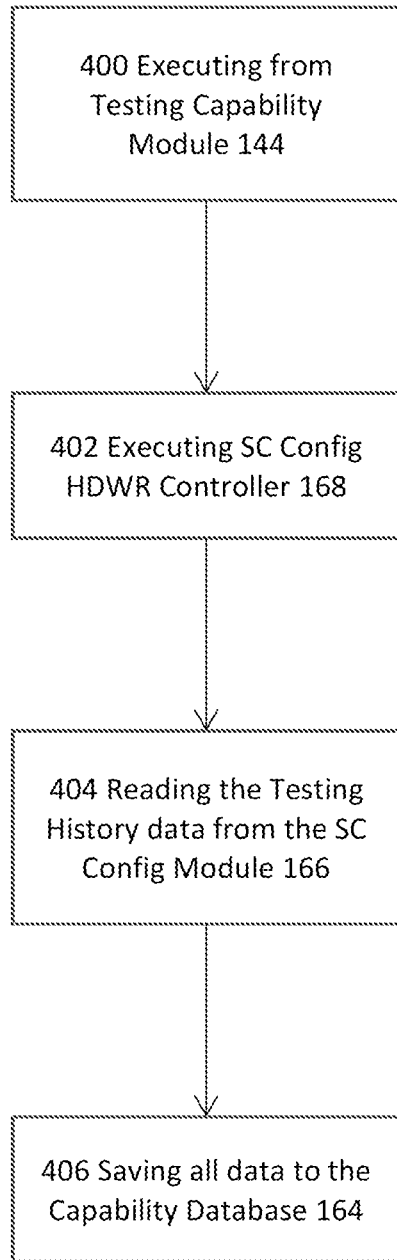 400 Executing from
Testing Capability
Module 144
402 Executing SC Config
HDWR Controller 168
404 Reading the Testing
History data from the SC
Config Module 166
406 Saving all data to the
Capability Database 164